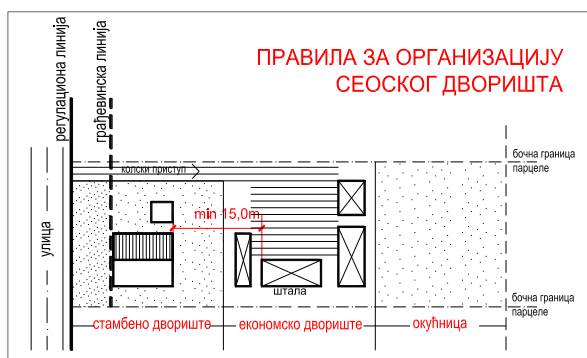 ПРАВИЛА ЗА ОРГАНИЗАЦИЈУ
СЕОСКОГ ДВОРИШТА
регулациона линија
грађевинска линија
улица
колски приступ
бочна граница
парцеле
min 15,0m
штала
бочна граница
парцеле
стамбено двориште
економско двориште
окућница